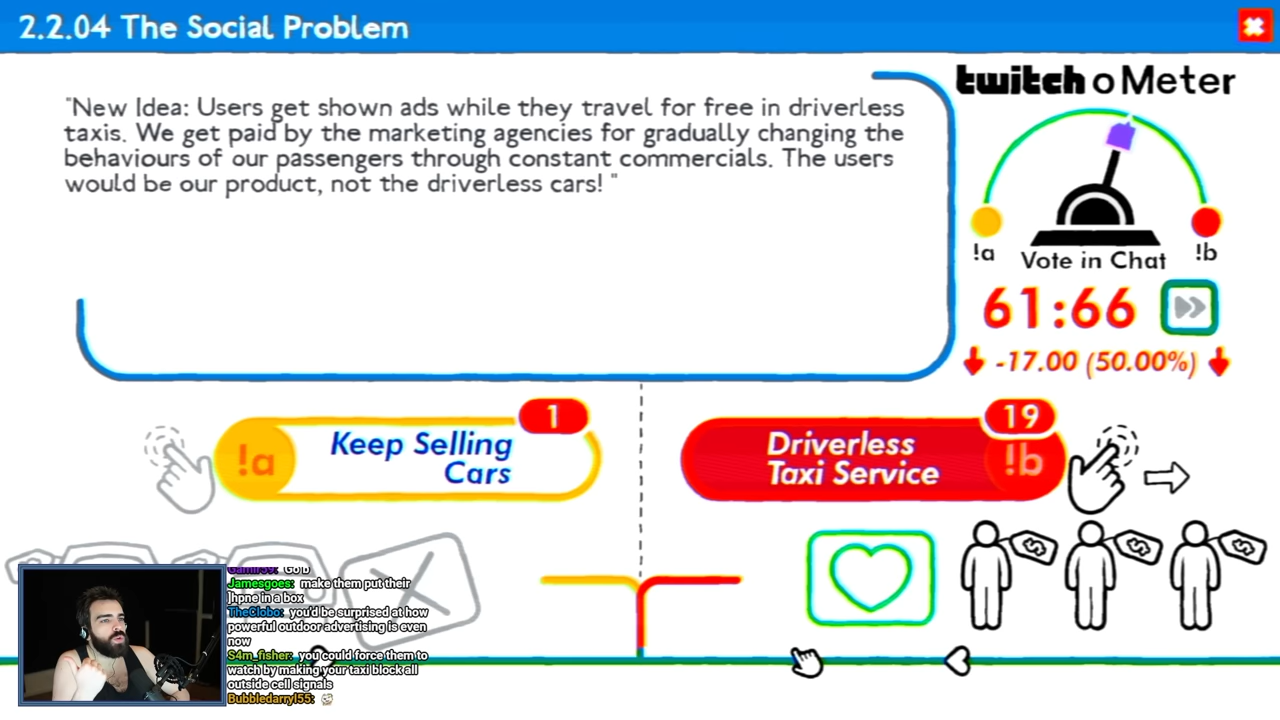 2.2.04 The Social Problem
"New Idea: Users get shown ads while they travel for free in driverless
taxis. We get paid by the marketing agencies for gradually changing the
behaviours of our passengers through constant commercials. The users
would be our product, not the driverless cars! "
twitch o Meter
!a
Vote in Chat
!b
61:66
-17.00 (50.00%)
1
!a
Keep Selling
Cars
19
Driverless
Taxi Service
!b
$ $ $
Jamesgoes: make them put their
]hpne in a box
TheClobo: you'd be surprised at how
powerful outdoor advertising is even
now
S4m_fisher: you could force them to
watch by making your taxi block all
outside cell signals
Bubbledarryl55: